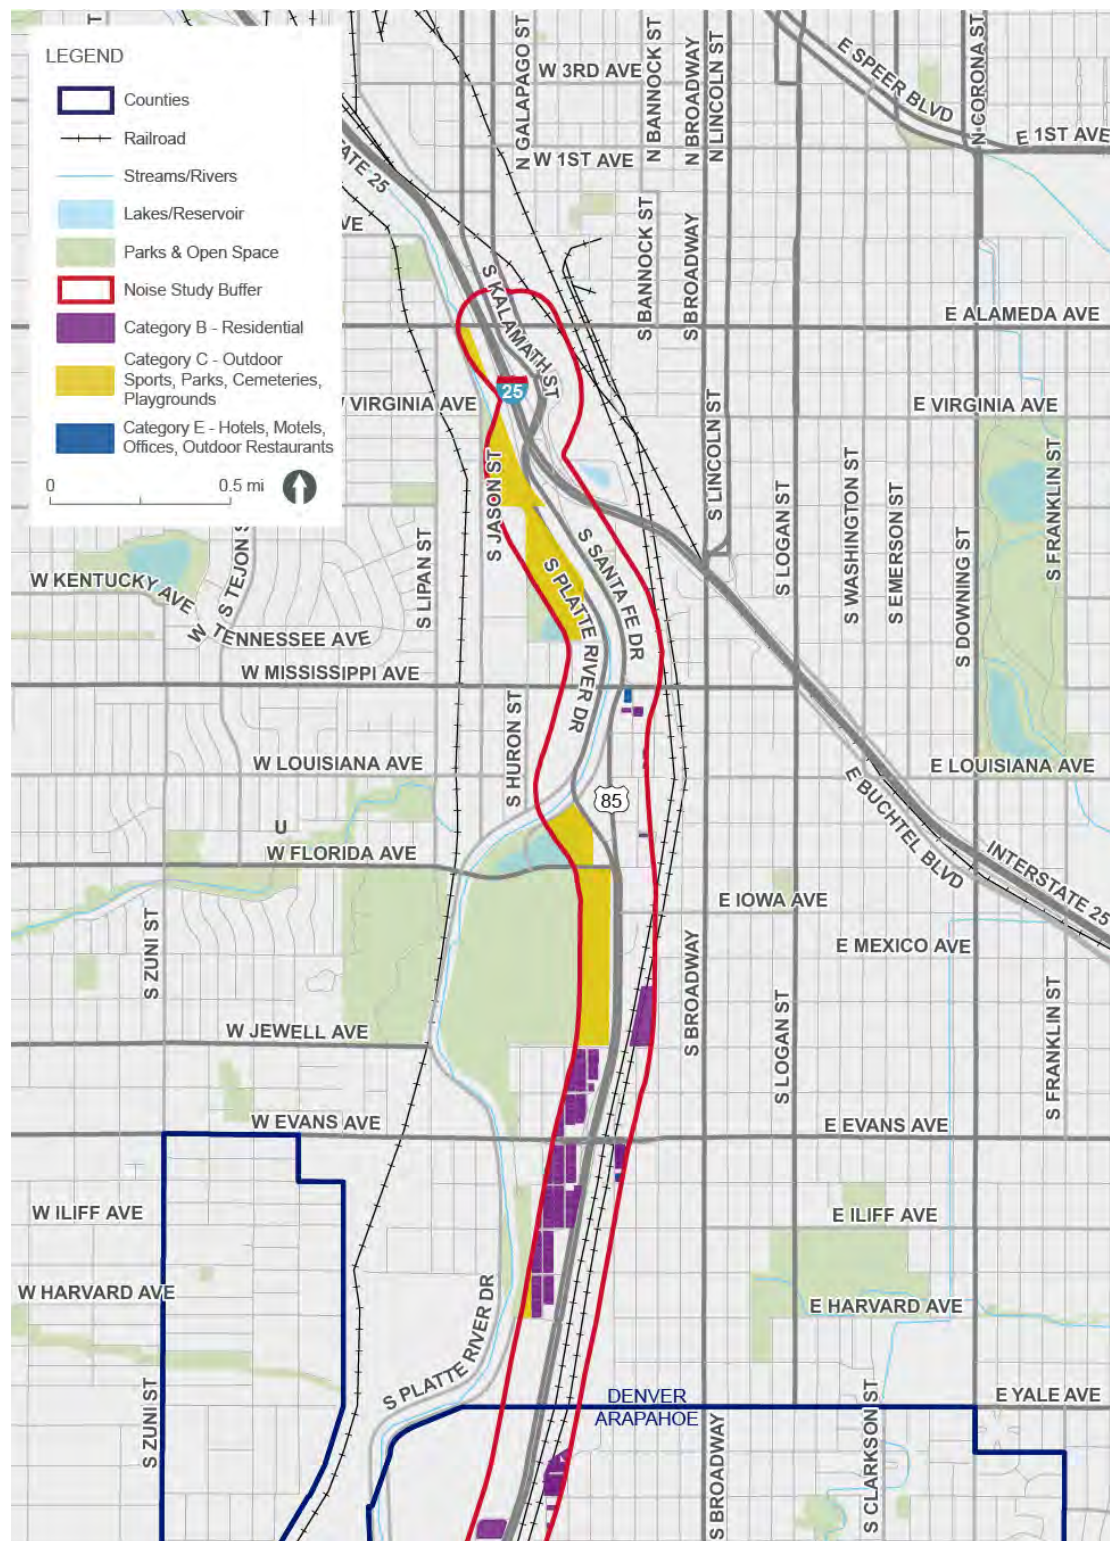 LEGEND
Counties
Railroad
Streams/Rivers
Lakes/Reservoir
Parks & Open Space
Noise Study Buffer
Category B - Residential
Category C - Outdoor
Sports, Parks, Cemeteries,
Playgrounds
Category E - Hotels, Motels,
Offices, Outdoor Restaurants
0
0.5 mi
N GALAPAGO ST
W 3RD AVE
N BANNOCK ST
N BROADWAY
N LINCOLN ST
E SPEER BLVD
N CORONA ST
E 1ST AVE
W 1ST AVE
S BANNOCK ST
S BROADWAY
S KALAMATH ST
E ALAMEDA AVE
25
VIRGINIA AVE
E VIRGINIA AVE
S LINCOLN ST
S JASON ST
S LOGAN ST
S WASHINGTON ST
S EMERSON ST
S DOWNING ST
S FRANKLIN ST
S TEJON S
S LIPAN ST
W KENTUCKY AVE
W TENNESSEE AVE
S SANTA FE DR
S PLATTE RIVER DR
W MISSISSIPPI AVE
S HURON ST
W LOUISIANA AVE
E LOUISIANA AVE
85
U
W FLORIDA AVE
E BUCHTEL BLVD
INTERSTATE 25
E IOWA AVE
E MEXICO AVE
S ZUNI ST
S BROADWAY
W JEWELL AVE
S LOGAN ST
S FRANKLIN ST
W EVANS AVE
E EVANS AVE
W ILIFF AVE
E ILIFF AVE
W HARVARD AVE
E HARVARD AVE
S PLATTE RIVER DR
DENVER
ARAPAHOE
E YALE AVE
S ZUNI ST
S BROADWAY
S CLARKSON ST